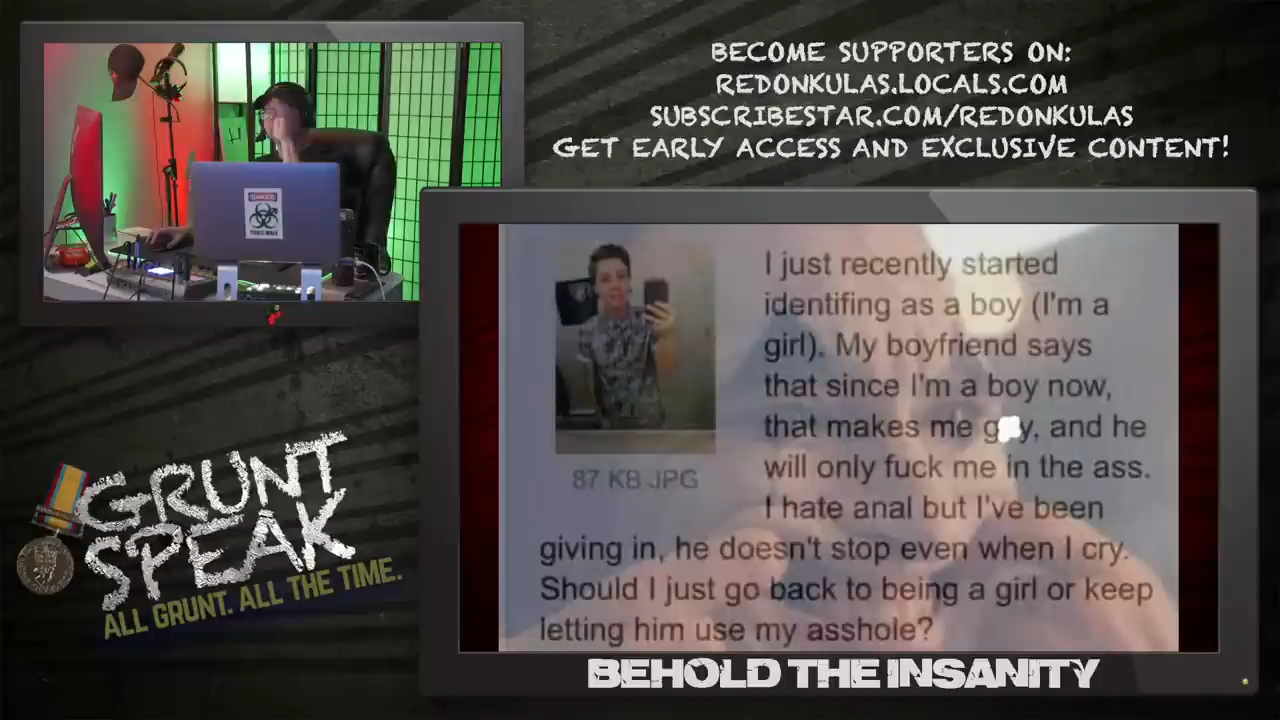 BECOME SUPPORTERS ON:
REDONKULAS.LOCALS.COM
SUBSCRIBESTAR.COM/REDONKULAS
GET EARLY ACCESS AND EXCLUSIVE CONTENT!
DANGER
I just recently started
identifing as a boy (I'm a
girl). My boyfriend says
that since I'm a boy now,
that makes me gay, and he
will only fuck me in the ass.
I hate anal but I've been
giving in, he doesn't stop even when I cry.
Should I just go back to being a girl or keep
letting him use my asshole?
87 KB JPG
GRUNT
SPEAK
ALL GRUNT. ALL THE TIME.
BEHOLD THE INSANITY